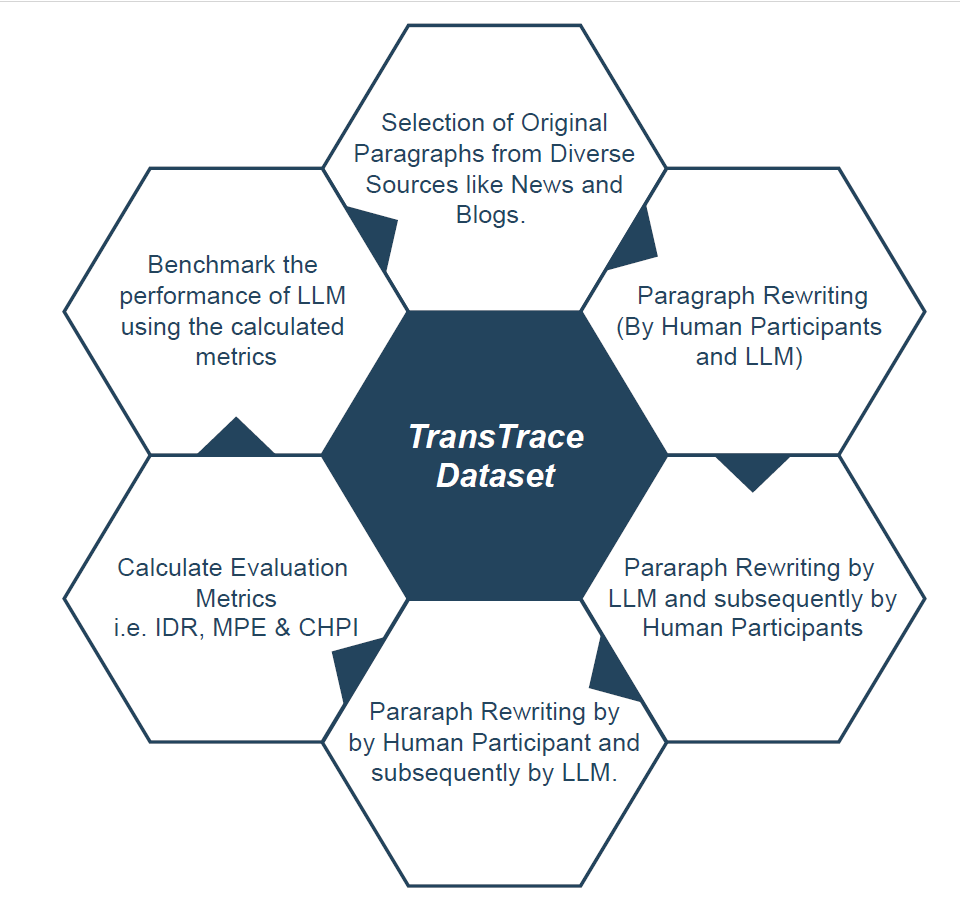 Selection of Original
Paragraphs from Diverse
Sources like News and
Blogs.
Paragraph Rewriting
(By Human Participants
and LLM)
Pararaph Rewriting by
LLM and subsequently by
Human Participants
Pararaph Rewriting by
by Human Participant and
subsequently by LLM.
Calculate Evaluation
Metrics
i.e. IDR, MPE & CHPI
Benchmark the
performance of LLM
using the calculated
metrics
TransTrace
Dataset